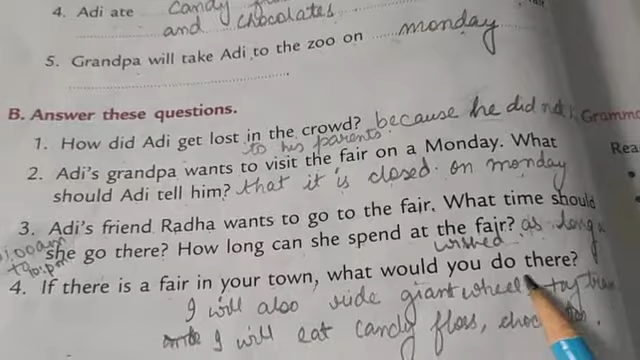 4. Adi ate candy
and chocolates
5. Grandpa will take Adi to the zoo on monday
B. Answer these questions.
1. How did Adi get lost in the crowd? because he did not
to his parents.
2. Adi's grandpa wants to visit the fair on a Monday. What
should Adi tell him? that it is closed on monday
3. Adi's friend Radha wants to go to the fair. What time should
she go there? How long can she spend at the fair? as long
wished
4. If there is a fair in your town, what would you do there?
I will also ride giant wheel,
I will eat candy floss,
Gramma
Rea